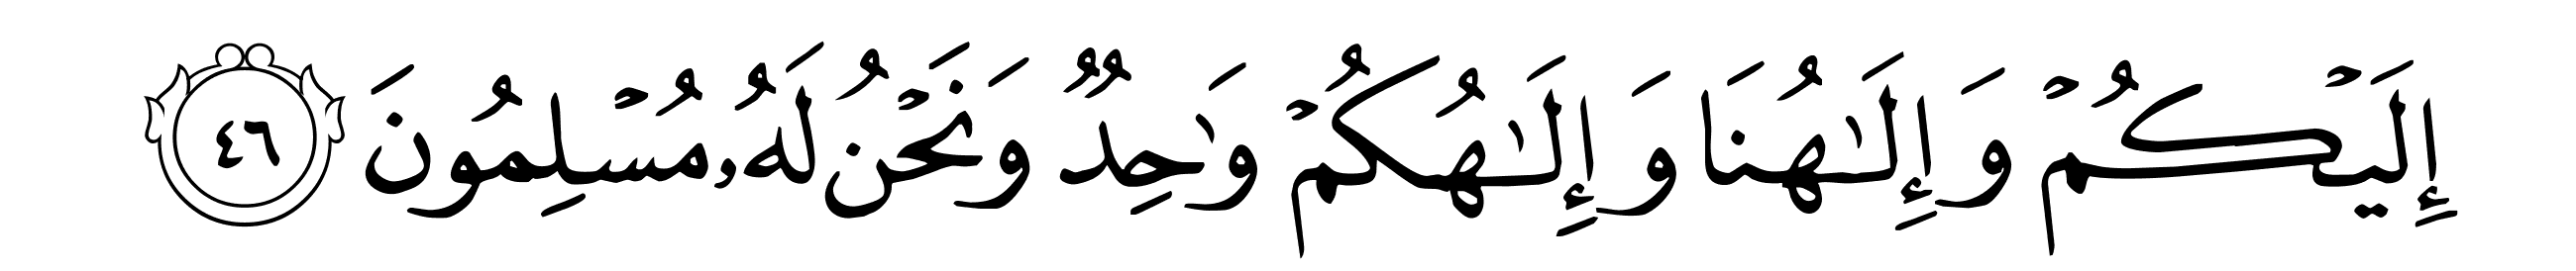 إِلَيْكُمْ وَإِلَٰهُنَا وَإِلَٰهُكُمْ وَٰحِدٌ وَنَحْنُ لَهُۥ مُسْلِمُونَ ٤٦